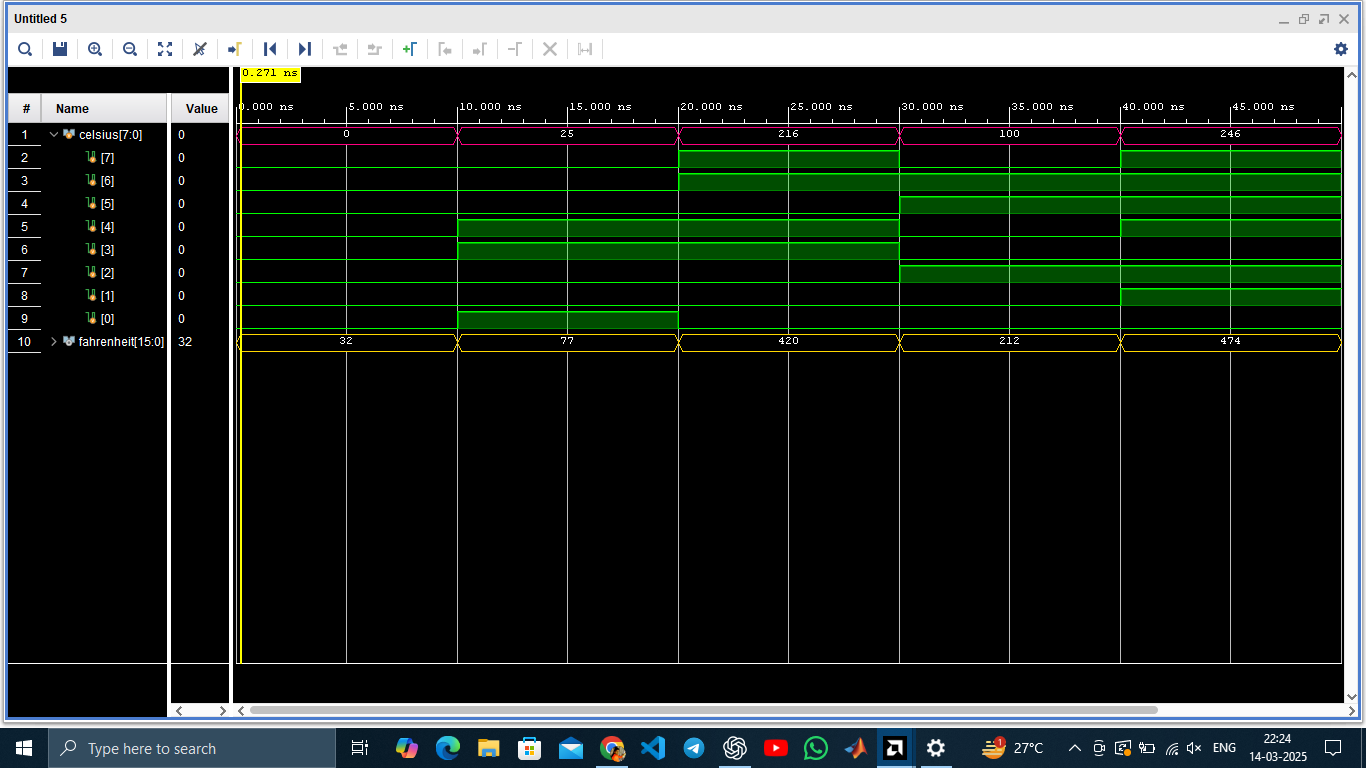 Untitled 5
0.271 ns
# Name Value
0.000 ns 5.000 ns 10.000 ns 15.000 ns 20.000 ns 25.000 ns 30.000 ns 35.000 ns 40.000 ns 45.000 ns
1 celsius[7:0] 0 0 25 216 100 246
2 [7] 0
3 [6] 0
4 [5] 0
5 [4] 0
6 [3] 0
7 [2] 0
8 [1] 0
9 [0] 0
10 fahrenheit[15:0] 32 32 77 420 212 474
Type here to search
1 27°C ENG 22:24
14-03-2025